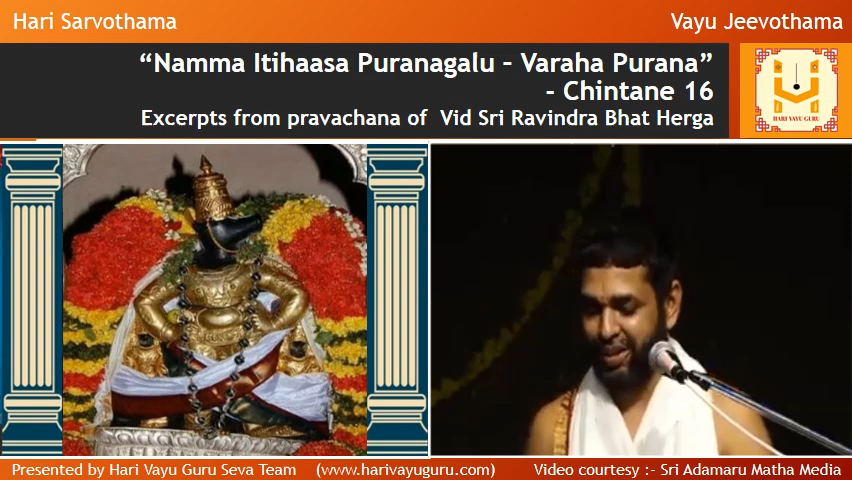 Hari Sarvothama
Vayu Jeevothama
“Namma Itihaasa Puranagalu – Varaha Purana”
- Chintane 16
Excerpts from pravachana of Vid Sri Ravindra Bhat Herga
HARI VAYU GURU
Presented by Hari Vayu Guru Seva Team (www.harivayuguru.com)
Video courtesy :- Sri Adamaru Matha Media